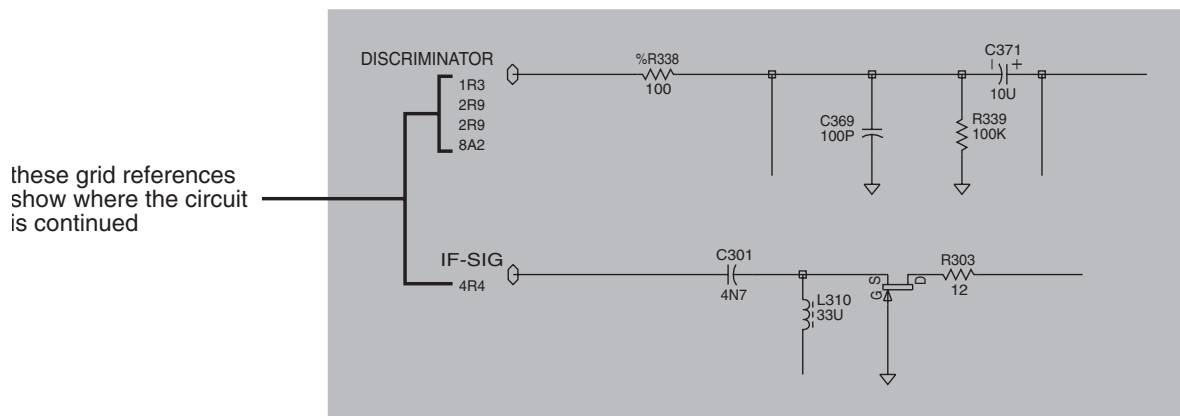 these grid references
show where the circuit
is continued
DISCRIMINATOR
1R3
2R9
2R9
8A2
%R338
100
C369
100P
R339
100K
C371
10U
IF-SIG
4R4
C301
4N7
L310
33U
G S D
R303
12